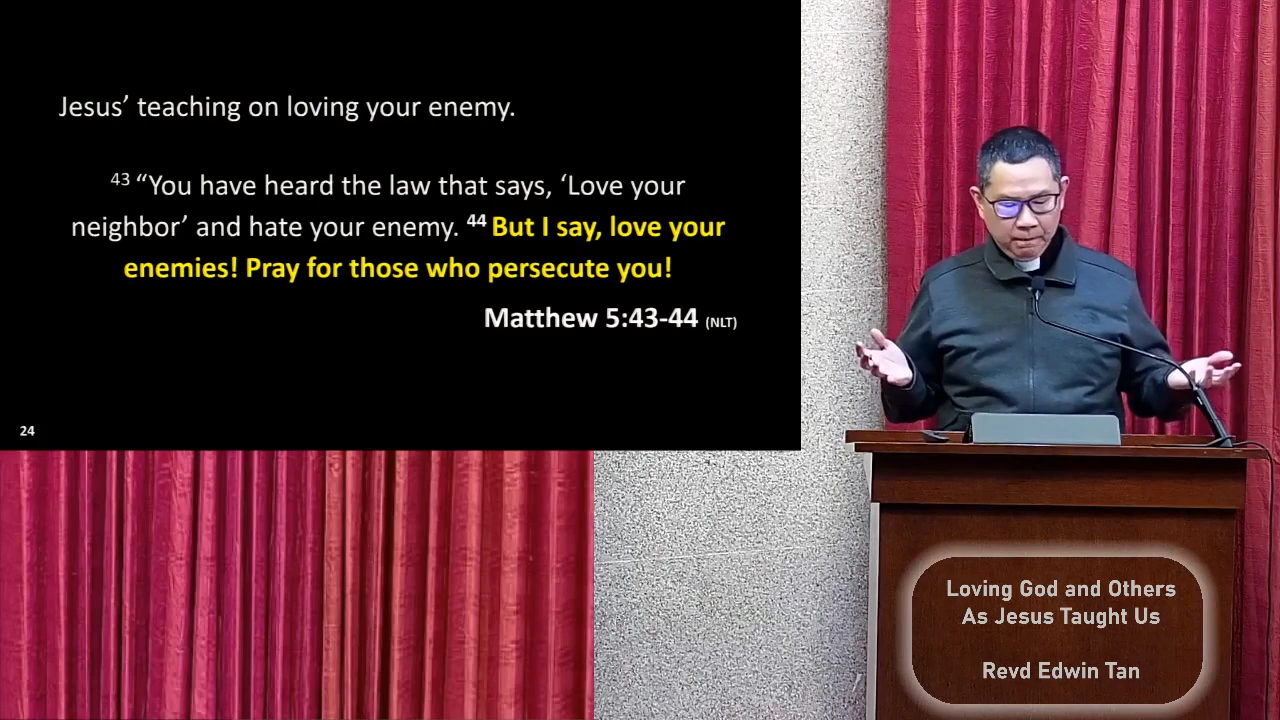 Jesus’ teaching on loving your enemy.
43 “You have heard the law that says, ‘Love your
neighbor’ and hate your enemy. 44 But I say, love your
enemies! Pray for those who persecute you!
Matthew 5:43-44 (NLT)
24
Loving God and Others
As Jesus Taught Us
Revd Edwin Tan